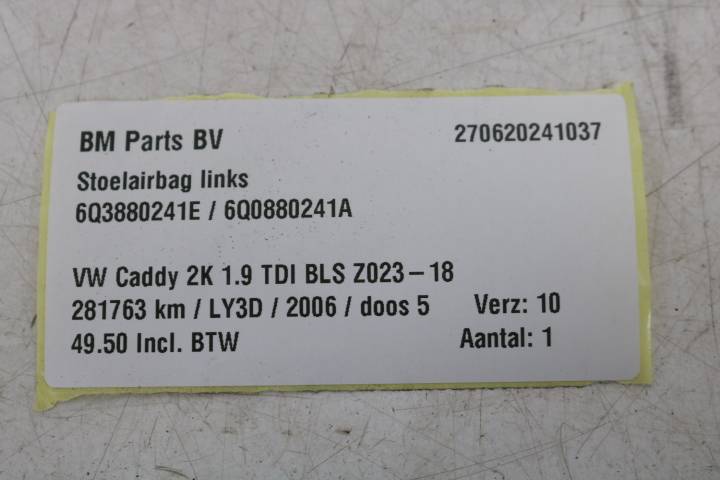 BM Parts BV 270620241037
Stoelairbag links
6Q3880241E / 6Q0880241A
VW Caddy 2K 1.9 TDI BLS Z023-18
281763 km / LY3D / 2006 / doos 5 Verz: 10
49.50 Incl. BTW Aantal: 1